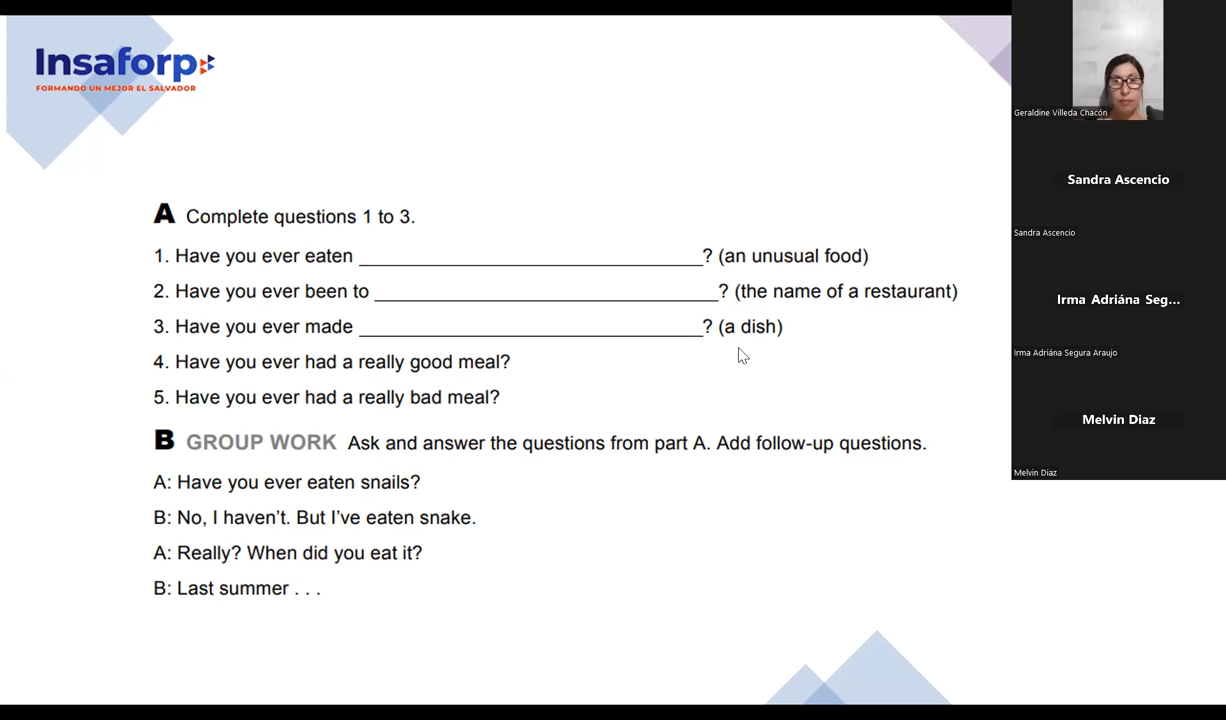 Insaforp
FORMANDO UN MEJOR EL SALVADOR
A Complete questions 1 to 3.
1. Have you ever eaten ______________________________? (an unusual food)
2. Have you ever been to ______________________________? (the name of a restaurant)
3. Have you ever made ______________________________? (a dish)
4. Have you ever had a really good meal?
5. Have you ever had a really bad meal?
B GROUP WORK Ask and answer the questions from part A. Add follow-up questions.
A: Have you ever eaten snails?
B: No, I haven’t. But I’ve eaten snake.
A: Really? When did you eat it?
B: Last summer . . .
Geraldine Villeda Chacón
Sandra Ascencio
Sandra Ascencio
Irma Adriána Seg...
Irma Adriána Segura Araujo
Melvin Diaz
Melvin Diaz